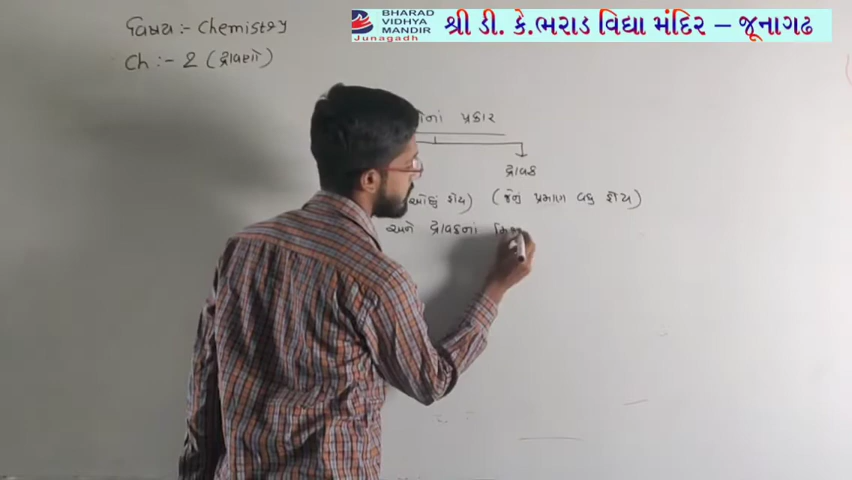 BHARAD
VIDHYA
MANDIR
Junagadh
શ્રી ડી. કે.ભરાડ વિદ્યા મંદિર – જૂનાગઢ
વિષય :- Chemistry
Ch :- 2 (દ્રાવણો)
પ્રકાર
દ્રાવક
ઓછું હોય) (જેનું પ્રમાણ વધુ હોય)
અને દ્રાવકનાં